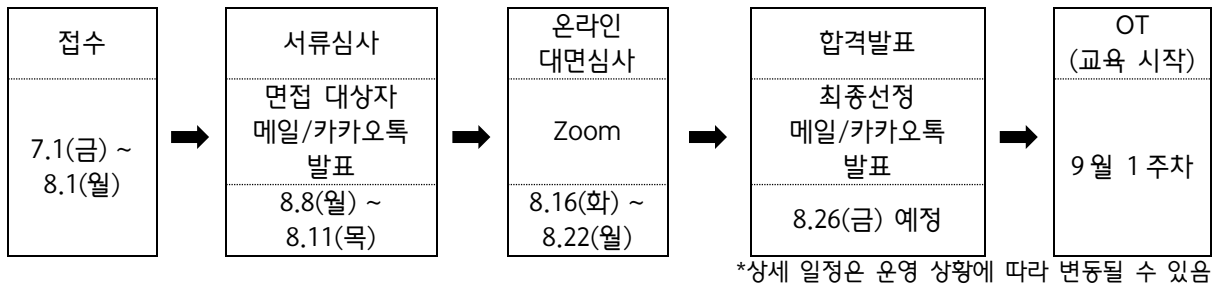 접수
7.1(금) ~
8.1(월)
서류심사
면접 대상자
메일/카카오톡
발표
8.8(월) ~
8.11(목)
온라인
대면심사
Zoom
8.16(화) ~
8.22(월)
합격발표
최종선정
메일/카카오톡
발표
8.26(금) 예정
OT
(교육 시작)
9월 1주차
*상세 일정은 운영 상황에 따라 변동될 수 있음